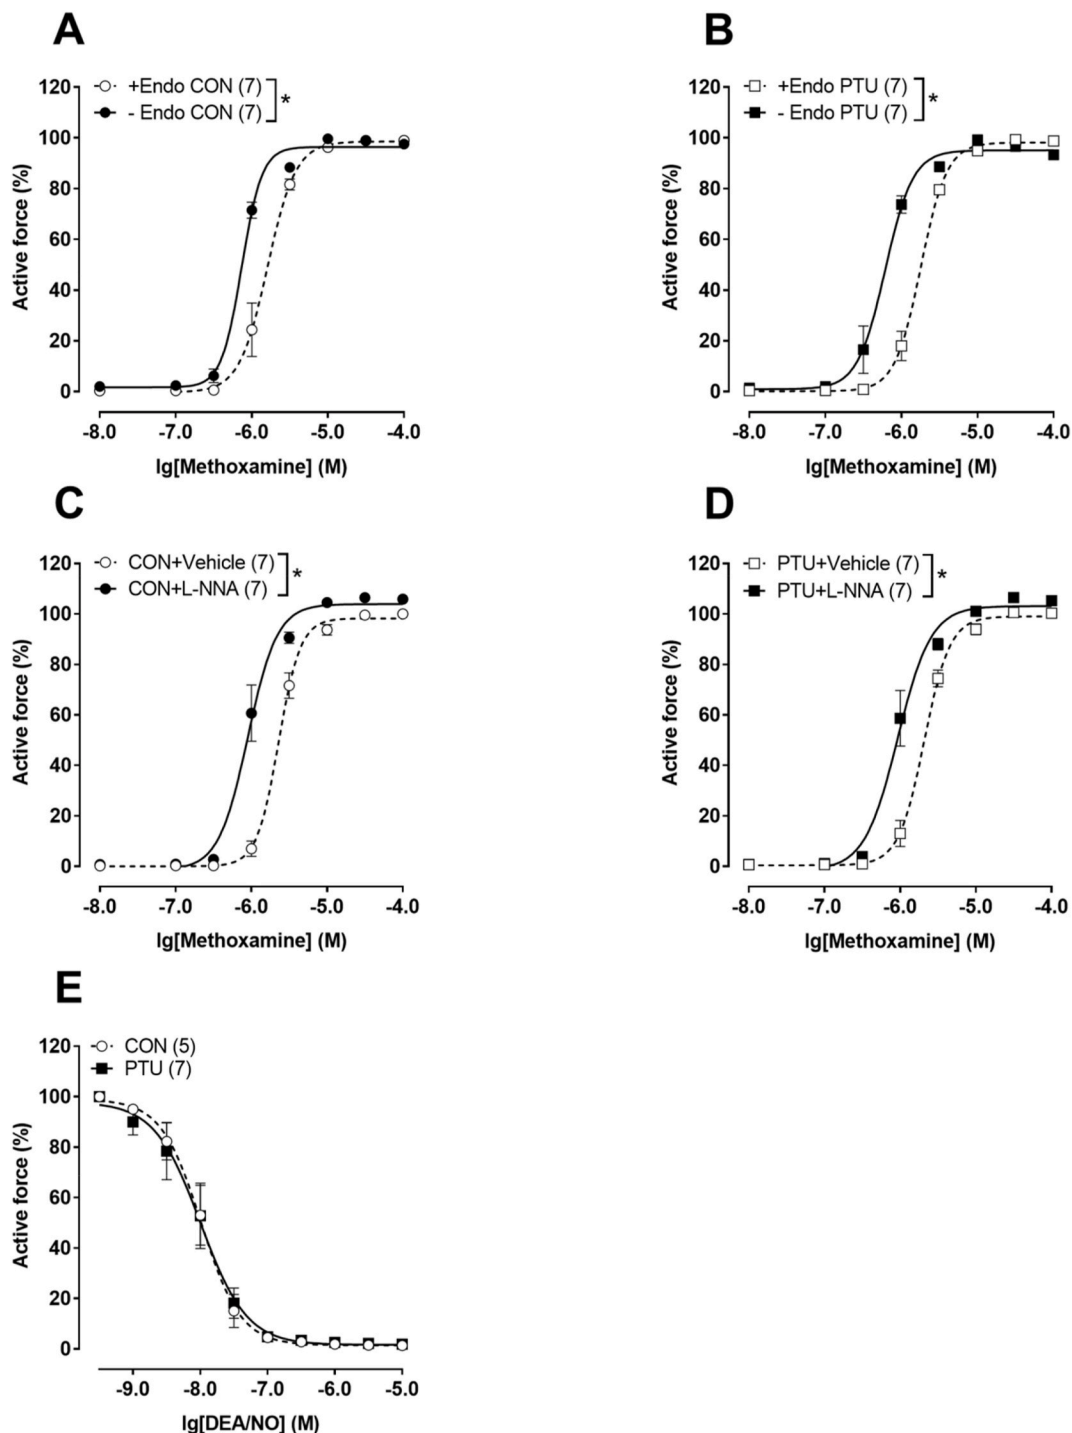 A
+Endo CON (7)
- Endo CON (7)
*
120
100
80
60
40
20
0
Active force (%)
-8.0 -7.0 -6.0 -5.0 -4.0
lg[Methoxamine] (M)
B
+Endo PTU (7)
- Endo PTU (7)
*
120
100
80
60
40
20
0
Active force (%)
-8.0 -7.0 -6.0 -5.0 -4.0
lg[Methoxamine] (M)
C
CON+Vehicle (7)
CON+L-NNA (7)
*
120
100
80
60
40
20
0
Active force (%)
-8.0 -7.0 -6.0 -5.0 -4.0
lg[Methoxamine] (M)
D
PTU+Vehicle (7)
PTU+L-NNA (7)
*
120
100
80
60
40
20
0
Active force (%)
-8.0 -7.0 -6.0 -5.0 -4.0
lg[Methoxamine] (M)
E
CON (5)
PTU (7)
120
100
80
60
40
20
0
Active force (%)
-9.0 -8.0 -7.0 -6.0 -5.0
lg[DEA/NO] (M)